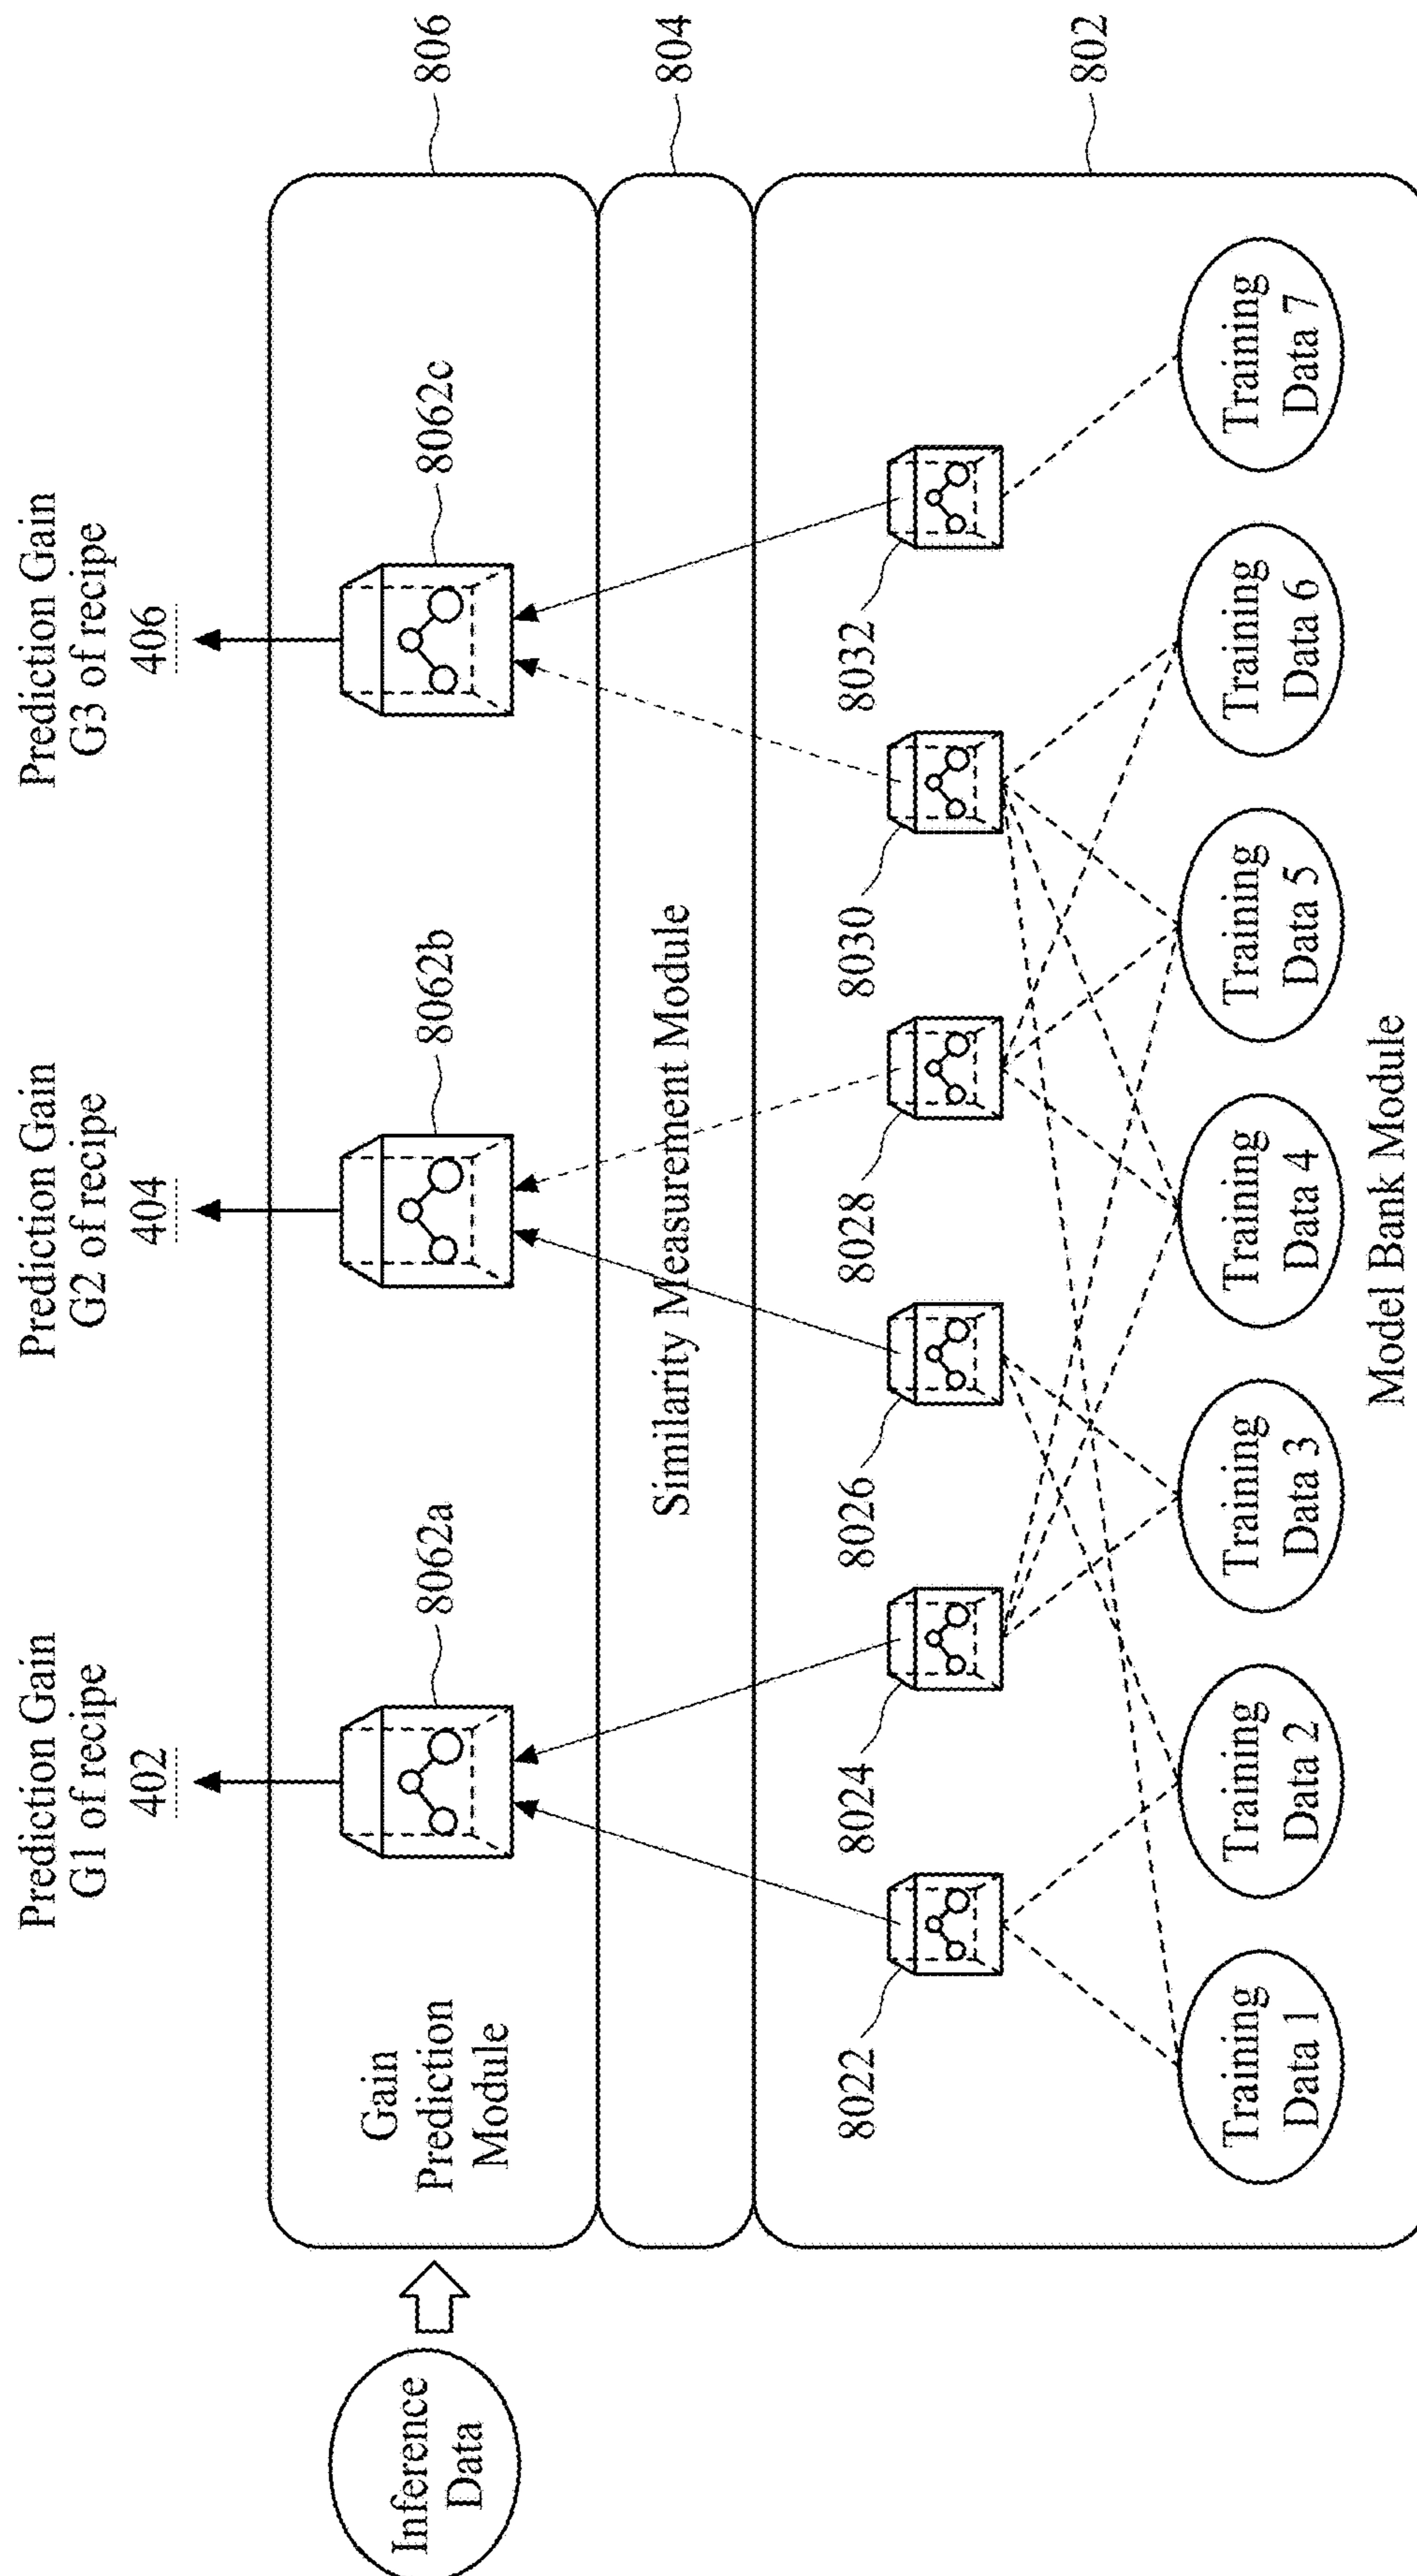 Prediction Gain
G1 of recipe
402
Prediction Gain
G2 of recipe
404
Prediction Gain
G3 of recipe
406
Inference
Data
Gain
Prediction
Module
8062a
8062b
8062c
806
Similarity Measurement Module
804
8022
8024
8026
8028
8030
8032
802
Training
Data 1
Training
Data 2
Training
Data 3
Training
Data 4
Training
Data 5
Training
Data 6
Training
Data 7
Model Bank Module